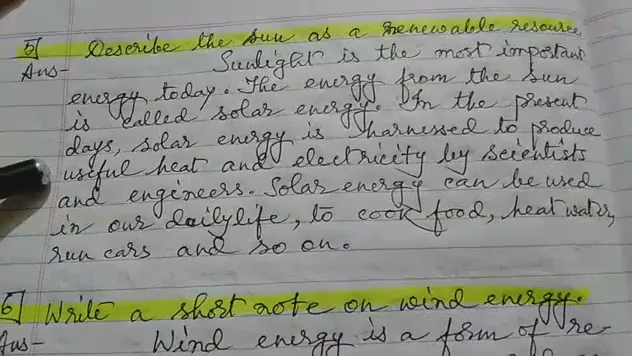 5] Describe the sun as a renewable resource
Ans- Sunlight is the most important
energy today. The energy from the sun
is called solar energy. In the present
days, solar energy is harnessed to produce
useful heat and electricity by scientists
and engineers. Solar energy can be used
in our dailylife, to cook food, heat water,
run cars and so on.
6] Write a short note on wind energy.
Ans- Wind energy is a form of re-